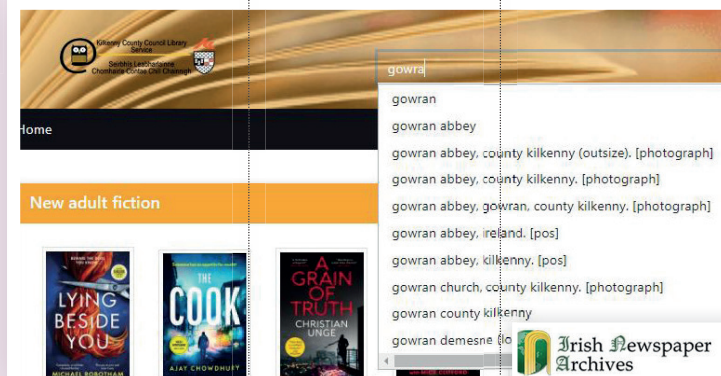 Kilkenny County Council Library
Service
Seirbhís Leabharlainne
Chomhairle Contae Chill Chainnigh
gowra
gowran
gowran abbey
gowran abbey, county kilkenny (outsize). [photograph]
gowran abbey, county kilkenny. [photograph]
gowran abbey, gowran, county kilkenny. [photograph]
gowran abbey, ireland. [pos]
gowran abbey, kilkenny. [pos]
gowran church, county kilkenny. [photograph]
gowran county kilkenny
gowran demesne
Home
New adult fiction
LYING
BESIDE
YOU
MICHAEL ROBOTHAM
THE
COOK
AJAY CHOWDHURY
A
GRAIN
OF
TRUTH
CHRISTIAN
UNGE
Irish Newspaper
Archives